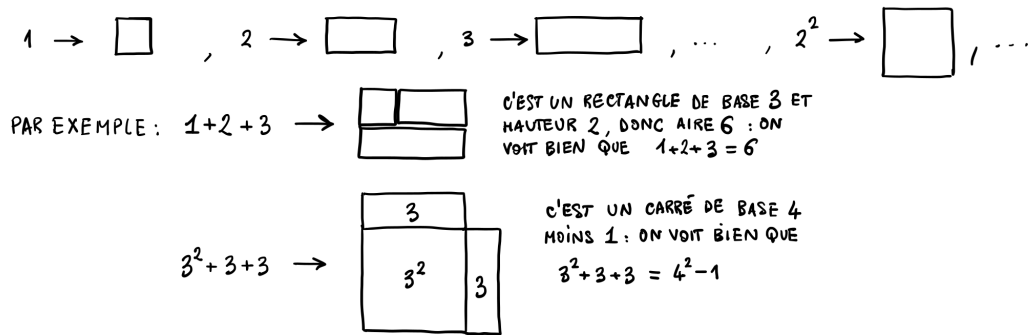 1 → , 2 → , 3 → , ... , 2² → , ...
PAR EXEMPLE : 1+2+3 →
C'EST UN RECTANGLE DE BASE 3 ET
HAUTEUR 2, DONC AIRE 6 : ON
VOIT BIEN QUE 1+2+3=6
3
3²+3+3 →
3²
3
C'EST UN CARRÉ DE BASE 4
MOINS 1 : ON VOIT BIEN QUE
3²+3+3 = 4²-1